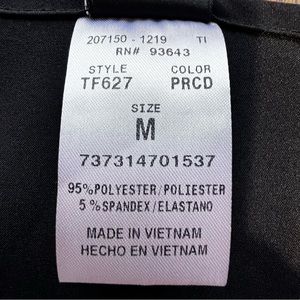 207150 - 1219 TI
RN# 93643
STYLE COLOR
TF627 PRCD
SIZE
M
737314701537
95%POLYESTER/POLIESTER
5%SPANDEX/ELASTANO
MADE IN VIETNAM
HECHO EN VIETNAM